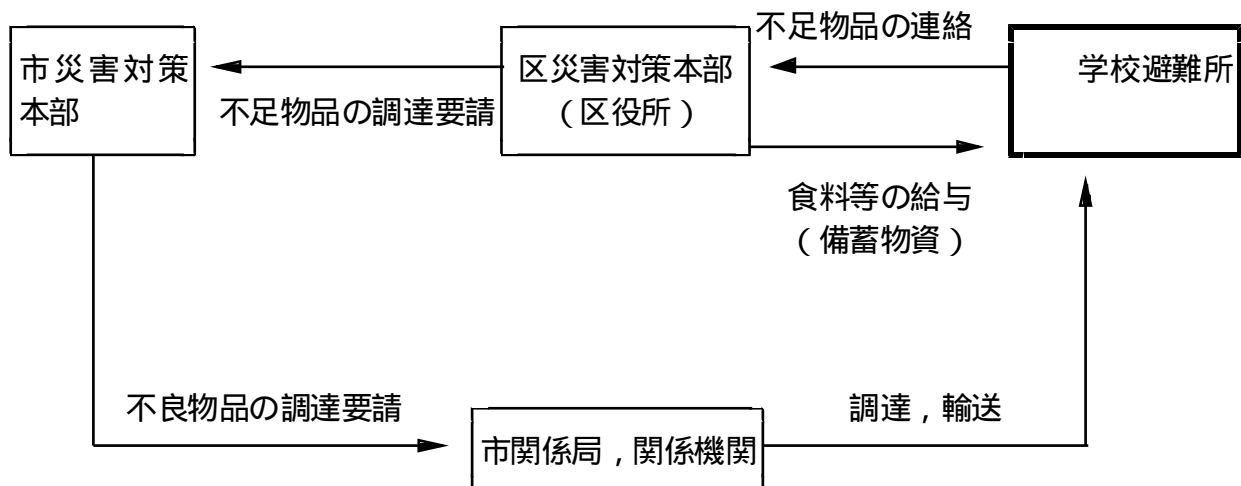 不足物品の連絡
市災害対策
本部
区災害対策本部
（区役所）
学校避難所
不足物品の調達要請
食料等の給与
（備蓄物資）
不良物品の調達要請
調達，輸送
市関係局，関係機関